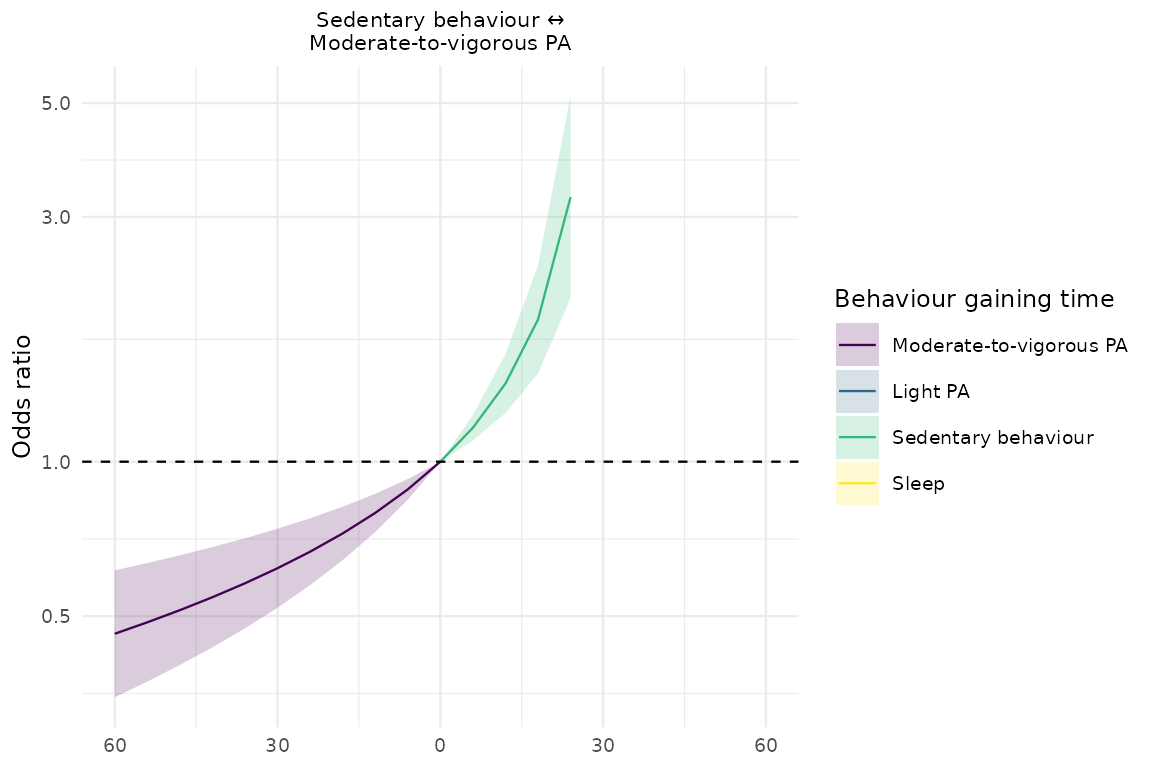 Sedentary behaviour ↔
Moderate-to-vigorous PA
5.0
3.0
1.0
0.5
Odds ratio
60 30 0 30 60
Behaviour gaining time
Moderate-to-vigorous PA
Light PA
Sedentary behaviour
Sleep